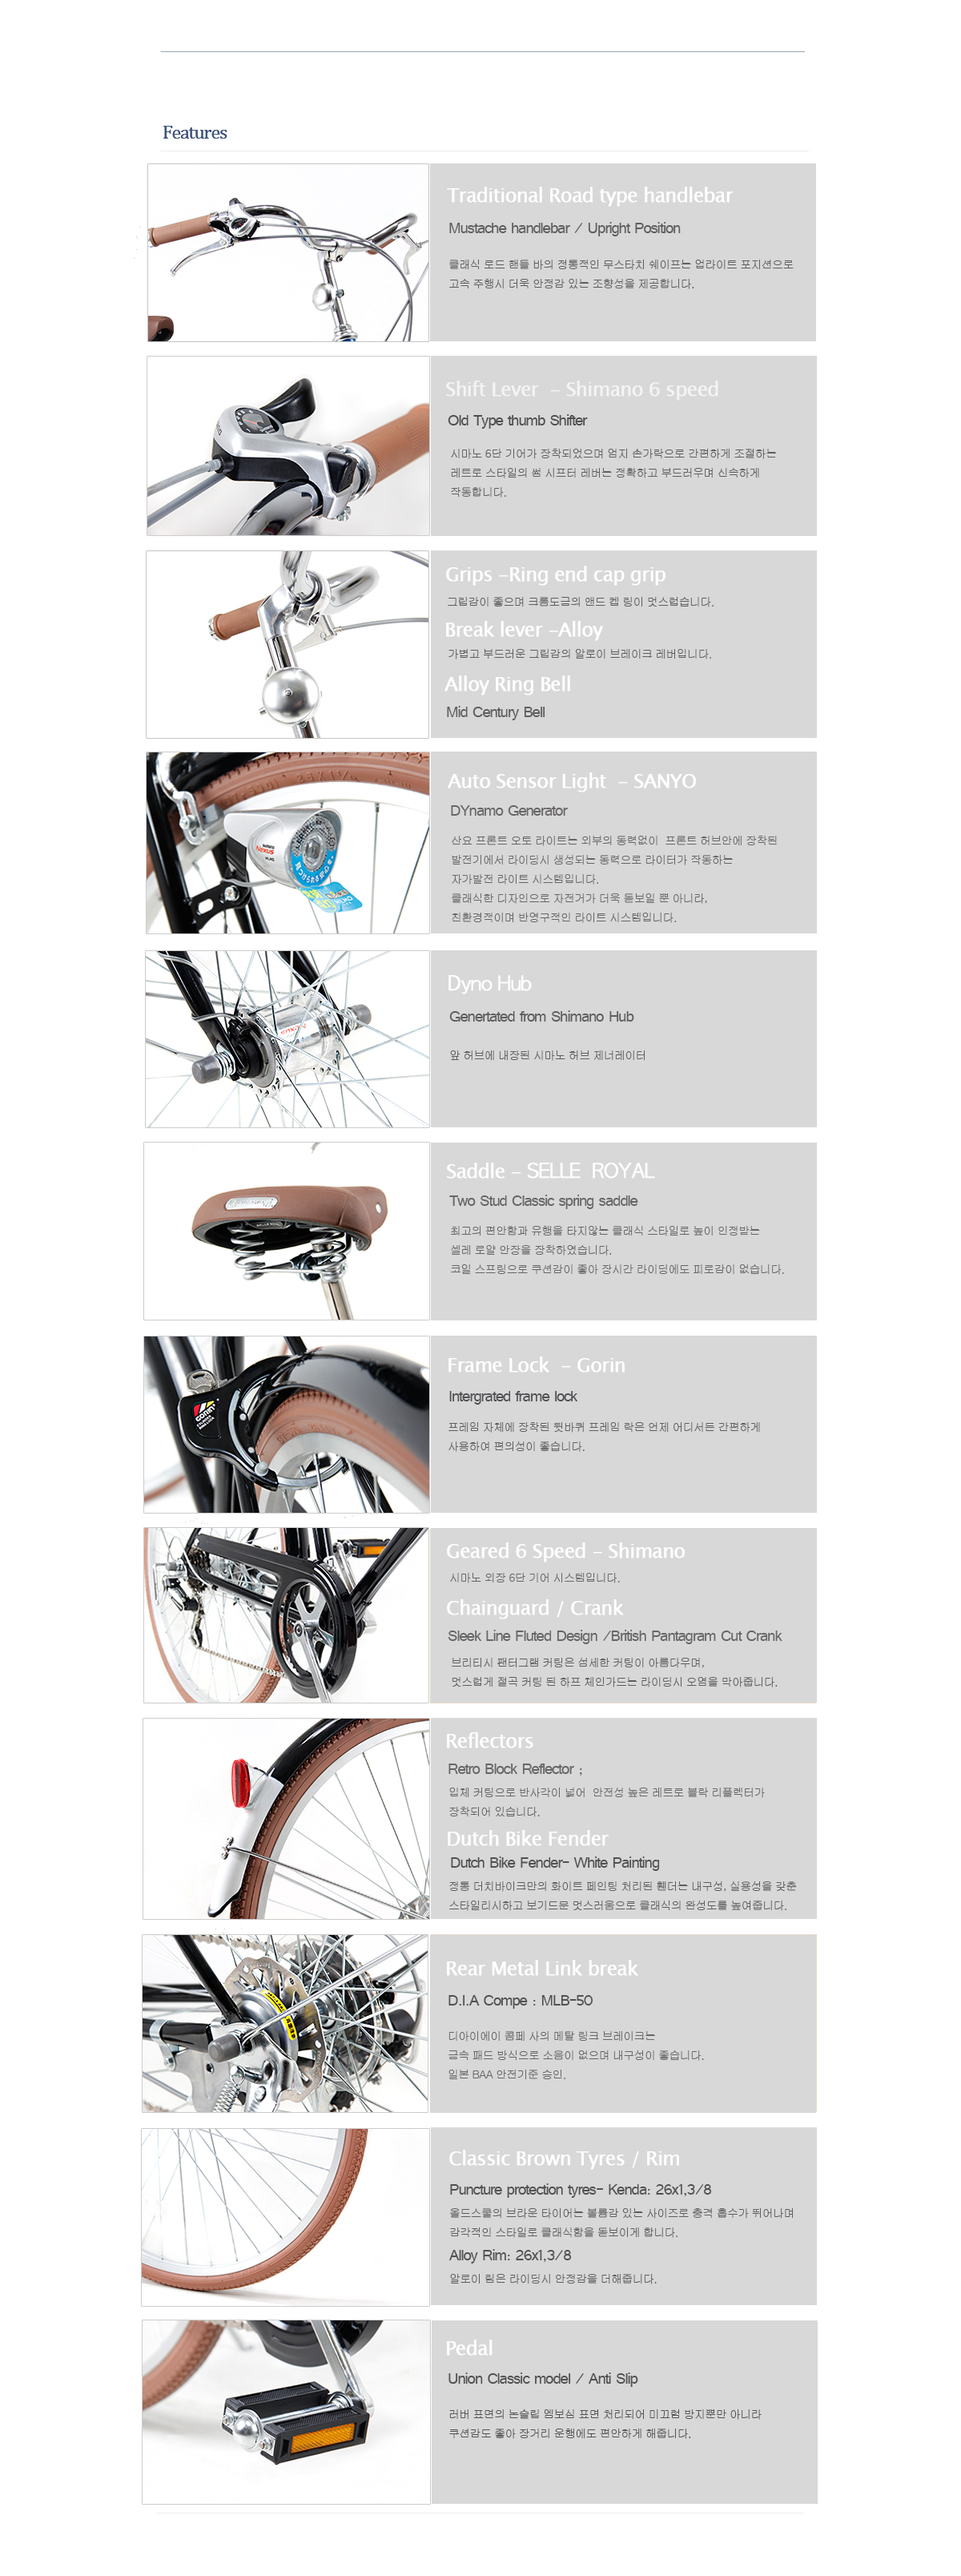 Features
Traditional Road type handlebar
Mustache handlebar / Upright Position
클래식 로드 핸들 바의 정통적인 무스타치 쉐이프는 업라이트 포지션으로
고속 주행시 더욱 안정감 있는 조향성을 제공합니다.
Shift Lever - Shimano 6 speed
Old Type thumb Shifter
시마노 6단 기어가 장착되었으며 엄지 손가락으로 간편하게 조절하는
레트로 스타일의 썸 시프터 레버는 정확하고 부드러우며 신속하게
작동합니다.
Grips -Ring end cap grip
그립감이 좋으며 크롬도금의 앤드 켑 링이 멋스럽습니다.
Break lever -Alloy
가볍고 부드러운 그립감의 알로이 브레이크 레버입니다.
Alloy Ring Bell
Mid Century Bell
Auto Sensor Light - SANYO
DYnamo Generator
산요 프론트 오토 라이트는 외부의 동력없이 프론트 허브안에 장착된
발전기에서 라이딩시 생성되는 동력으로 라이터가 작동하는
자가발전 라이트 시스템입니다.
클래식한 디자인으로 자전거가 더욱 돋보일 뿐 아니라,
친환경적이며 반영구적인 라이트 시스템입니다.
Dyno Hub
Genertated from Shimano Hub
앞 허브에 내장된 시마노 허브 제너레이터
Saddle - SELLE ROYAL
Two Stud Classic spring saddle
최고의 편안함과 유행을 타지않는 클래식 스타일로 높이 인정받는
셀레 로얄 안장을 장착하였습니다.
코일 스프링으로 쿠션감이 좋아 장시간 라이딩에도 피로감이 없습니다.
Frame Lock - Gorin
Intergrated frame lock
프레임 자체에 장착된 뒷바퀴 프레임 락은 언제 어디서든 간편하게
사용하여 편의성이 좋습니다.
GORIN
Geared 6 Speed - Shimano
시마노 외장 6단 기어 시스템입니다.
Chainguard / Crank
Sleek Line Fluted Design /British Pantagram Cut Crank
브리티시 팬터그램 커팅은 섬세한 커팅이 아름다우며,
멋스럽게 절곡 커팅 된 하프 체인가드는 라이딩시 오염을 막아줍니다.
Reflectors
Retro Block Reflector ;
입체 커팅으로 반사각이 넓어 안전성 높은 레트로 블락 리플렉터가
장착되어 있습니다.
Dutch Bike Fender
Dutch Bike Fender- White Painting
정통 더치바이크만의 화이트 페인팅 처리된 휀더는 내구성, 실용성을 갖춘
스타일리시하고 보기드문 멋스러움으로 클래식의 완성도를 높여줍니다.
Rear Metal Link break
D.I.A Compe : MLB-50
디아이에이 콤페 사의 메탈 링크 브레이크는
금속 패드 방식으로 소음이 없으며 내구성이 좋습니다.
일본 BAA 안전기준 승인.
Classic Brown Tyres / Rim
Puncture protection tyres- Kenda: 26x1,3/8
올드스쿨의 브라운 타이어는 볼륨감 있는 사이즈로 충격 흡수가 뛰어나며
감각적인 스타일로 클래식함을 돋보이게 합니다.
Alloy Rim: 26x1,3/8
알로이 림은 라이딩시 안정감을 더해줍니다.
Pedal
Union Classic model / Anti Slip
러버 표면의 논슬립 엠보싱 표면 처리되어 미끄럼 방지뿐만 아니라
쿠션감도 좋아 장거리 운행에도 편안하게 해줍니다.